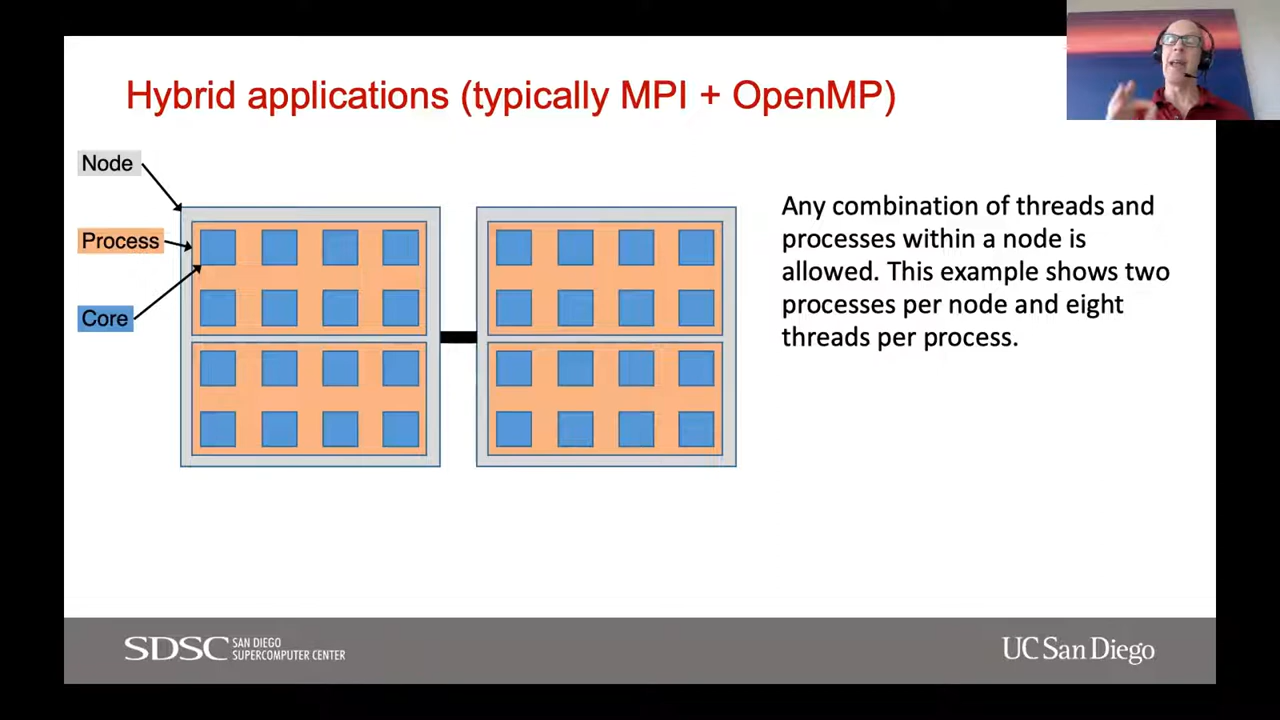 Hybrid applications (typically MPI + OpenMP)
Node
Process
Core
Any combination of threads and
processes within a node is
allowed. This example shows two
processes per node and eight
threads per process.
SDSC SAN DIEGO
SUPERCOMPUTER CENTER
UC San Diego